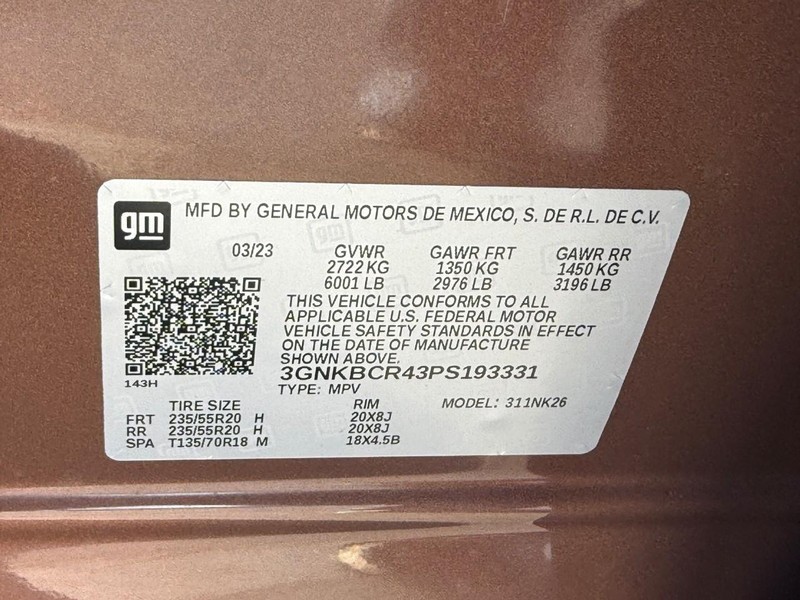 gm
MFD BY GENERAL MOTORS DE MEXICO, S. DE R.L. DE C.V.
03/23 GVWR GAWR FRT GAWR RR
2722 KG 1350 KG 1450 KG
6001 LB 2976 LB 3196 LB
THIS VEHICLE CONFORMS TO ALL
APPLICABLE U.S. FEDERAL MOTOR
VEHICLE SAFETY STANDARDS IN EFFECT
ON THE DATE OF MANUFACTURE
SHOWN ABOVE.
3GNKBCR43PS193331
143H
TYPE: MPV
TIRE SIZE RIM MODEL: 311NK26
FRT 235/55R20 H 20X8J
RR 235/55R20 H 20X8J
SPA T135/70R18 M 18X4.5B